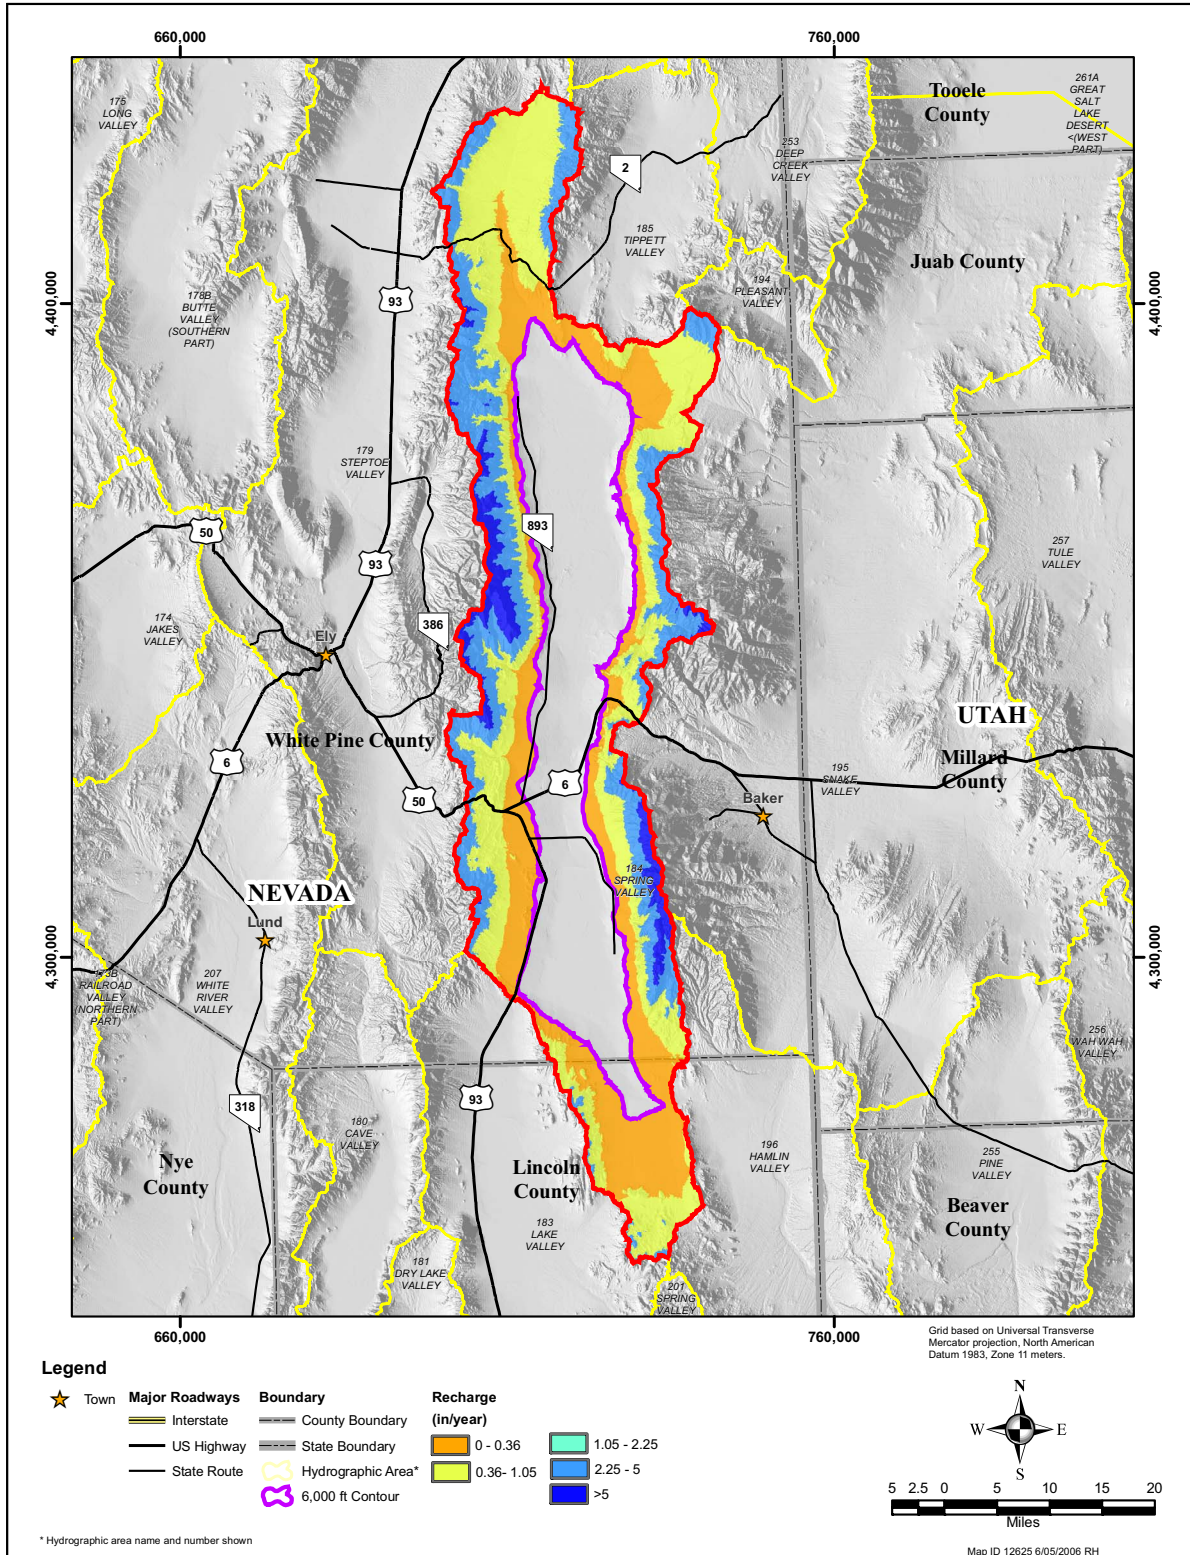 660,000
760,000
175
LONG
VALLEY
Tooele
County
261A
GREAT
SALT
LAKE
DESERT
<(WEST
PART)
253
DEEP
CREEK
VALLEY
2
185
TIPPETT
VALLEY
Juab County
194
PLEASANT
VALLEY
4,400,000
4,400,000
93
178B
BUTTE
VALLEY
(SOUTHERN
PART)
179
STEPTOE
VALLEY
50
893
93
257
TULE
VALLEY
174
JAKES
VALLEY
386
Ely
UTAH
White Pine County
6
Millard
County
195
SNAKE
VALLEY
6
50
Baker
184
SPRING
VALLEY
NEVADA
Lund
4,300,000
4,300,000
173B
RAILROAD
VALLEY
(NORTHERN
PART)
207
WHITE
RIVER
VALLEY
256
WAH WAH
VALLEY
93
318
180
CAVE
VALLEY
196
HAMLIN
VALLEY
255
PINE
VALLEY
Nye
County
Lincoln
County
Beaver
County
183
LAKE
VALLEY
181
DRY LAKE
VALLEY
201
SPRING
VALLEY
660,000
760,000
Grid based on Universal Transverse
Mercator projection, North American
Datum 1983, Zone 11 meters.
Legend
Town
Major Roadways
Interstate
US Highway
State Route
Boundary
County Boundary
State Boundary
Hydrographic Area*
6,000 ft Contour
Recharge
(in/year)
0 - 0.36
0.36- 1.05
1.05 - 2.25
2.25 - 5
>5
N
W E
S
5 2.5 0 5 10 15 20
Miles
* Hydrographic area name and number shown
Map ID 12625 6/05/2006 RH